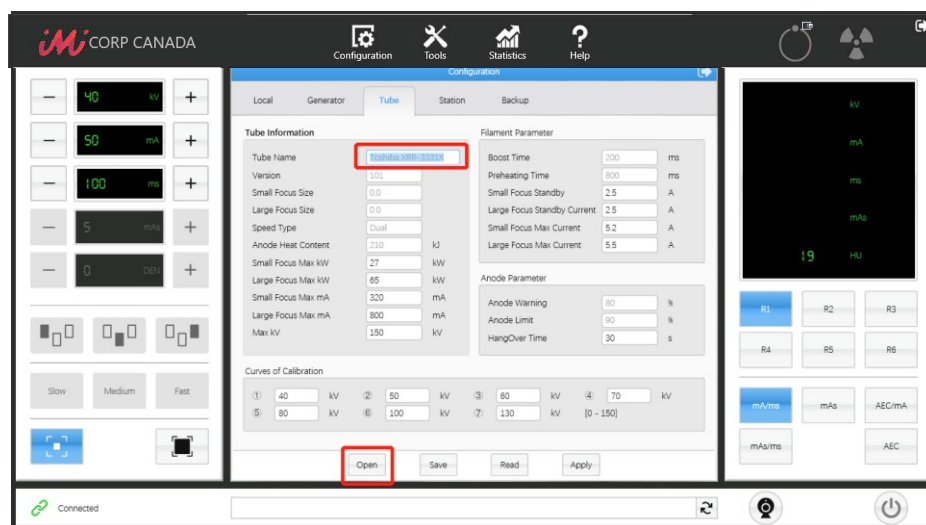 iMi CORP CANADA
Configuration Tools Statistics Help
Configuration
40 kV
50 mA
100 ms
5 mAs
0 DEN
Slow Medium Fast
Local Generator Tube Station Backup
Tube Information
Tube Name Toshiba XRR-3331X
Version 101
Small Focus Size 0.0
Large Focus Size 0.0
Speed Type Dual
Anode Heat Content 210 kJ
Small Focus Max kW 27 kW
Large Focus Max kW 65 kW
Small Focus Max mA 320 mA
Large Focus Max mA 800 mA
Max kV 150 kV
Filament Parameter
Boost Time 200 ms
Preheating Time 800 ms
Small Focus Standby 2.5 A
Large Focus Standby Current 2.5 A
Small Focus Max Current 5.2 A
Large Focus Max Current 5.5 A
Anode Parameter
Anode Warning 80 %
Anode Limit 90 %
HangOver Time 30 s
Curves of Calibration
① 40 kV ② 50 kV ③ 60 kV ④ 70 kV
⑤ 80 kV ⑥ 100 kV ⑦ 130 kV [0 - 150]
Open Save Read Apply
kV
mA
ms
mAs
19 HU
R1 R2 R3
R4 R5 R6
mA/ms mAs AEC/mA
mAs/ms AEC
Connected